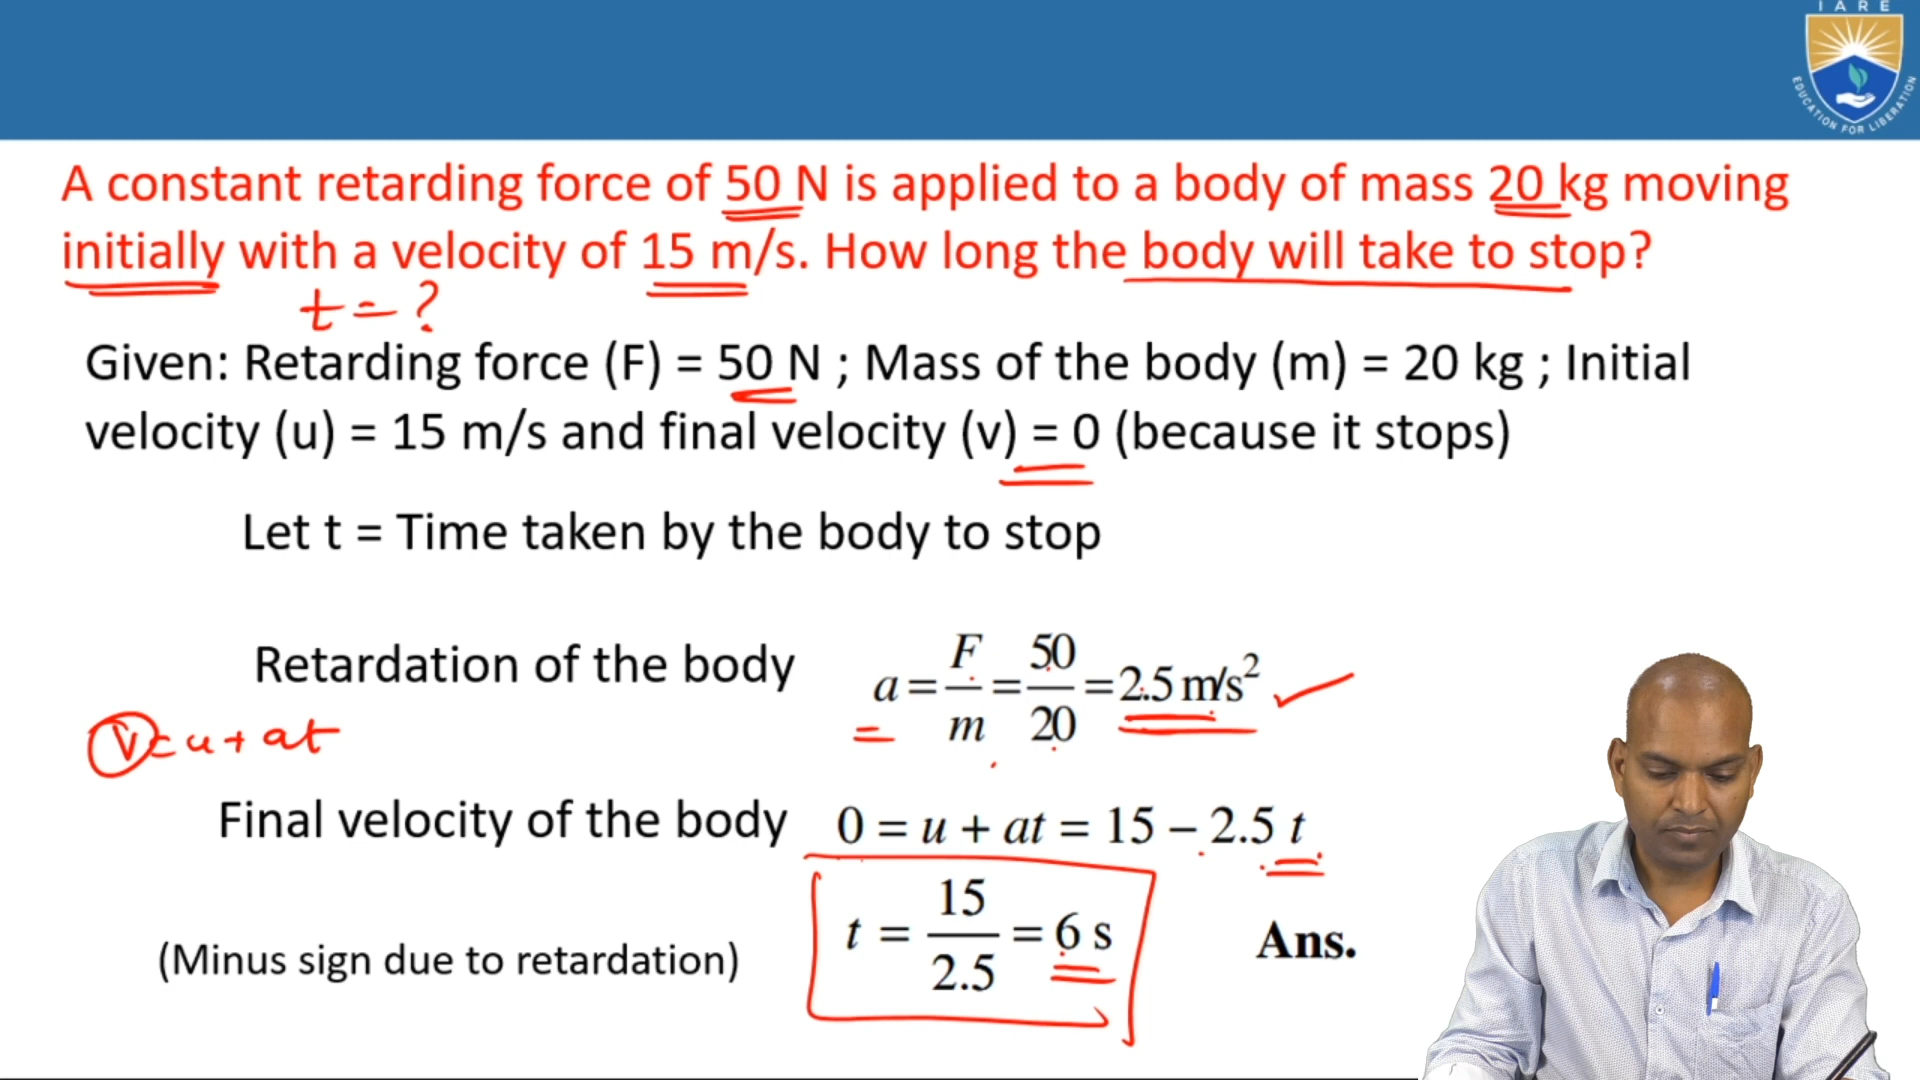 IARE
EDUCATION FOR LIBERATION
A constant retarding force of 50 N is applied to a body of mass 20 kg moving
initially with a velocity of 15 m/s. How long the body will take to stop?
t = ?
Given: Retarding force (F) = 50 N ; Mass of the body (m) = 20 kg ; Initial
velocity (u) = 15 m/s and final velocity (v) = 0 (because it stops)
Let t = Time taken by the body to stop
Retardation of the body a = F/m = 50/20 = 2.5 m/s²
v = u + at
Final velocity of the body 0 = u + at = 15 – 2.5 t
(Minus sign due to retardation) t = 15/2.5 = 6 s Ans.